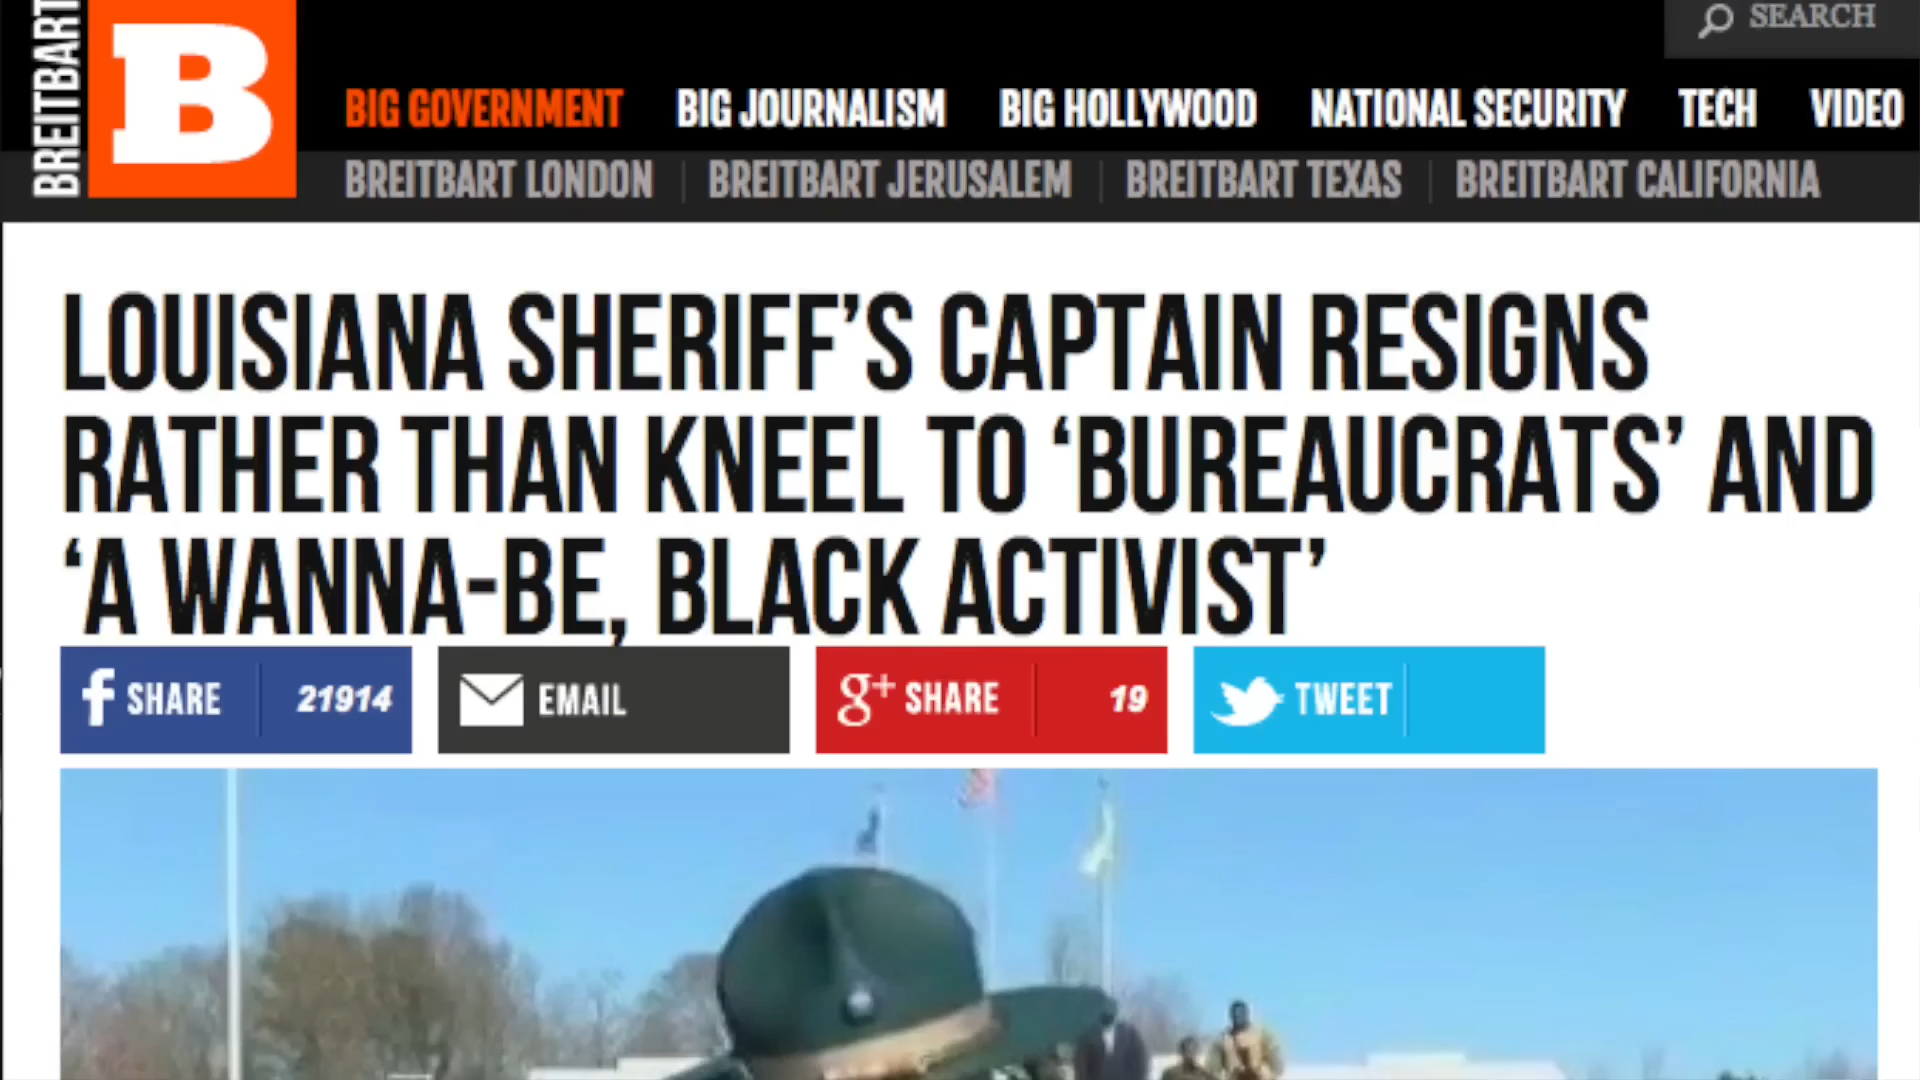 BREITBART
B
SEARCH
BIG GOVERNMENT BIG JOURNALISM BIG HOLLYWOOD NATIONAL SECURITY TECH VIDEO
BREITBART LONDON BREITBART JERUSALEM BREITBART TEXAS BREITBART CALIFORNIA
LOUISIANA SHERIFF’S CAPTAIN RESIGNS
RATHER THAN KNEEL TO ‘BUREAUCRATS’ AND
‘A WANNA-BE, BLACK ACTIVIST’
f SHARE 21914 EMAIL g+ SHARE 19 TWEET